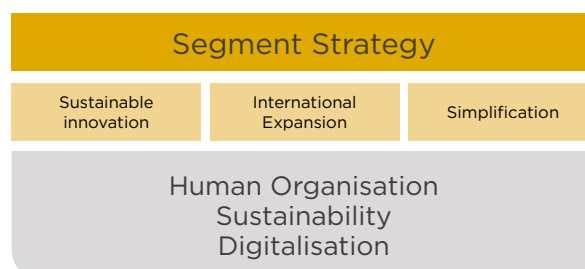 Segment Strategy
Sustainable
innovation
International
Expansion
Simplification
Human Organisation
Sustainability
Digitalisation